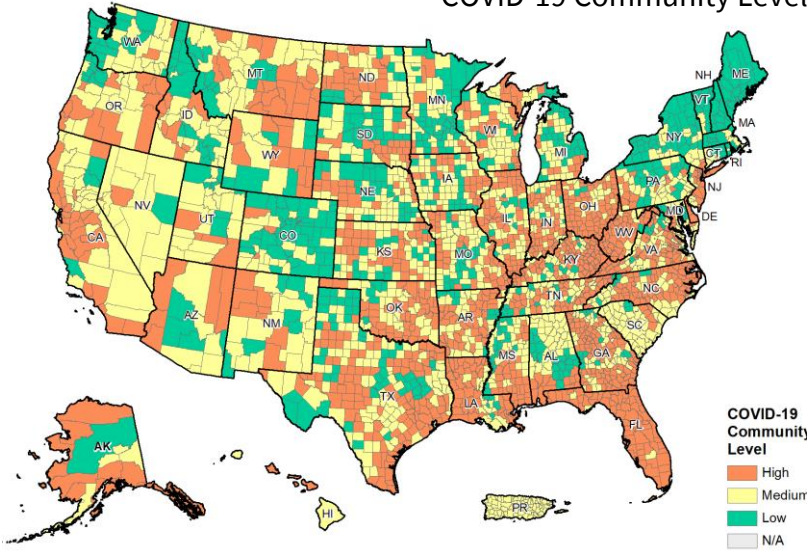 COVID-19 Community Level
WA
MT
ND
MN
OR
ID
WY
SD
WI
MI
NH
VT
ME
NY
MA
CT
RI
NE
IA
PA
NJ
NV
UT
CO
IL
IN
OH
MD
DE
CA
KS
MO
WV
VA
KY
NC
TN
AZ
NM
OK
AR
SC
MS
AL
GA
TX
LA
FL
AK
HI
PR
COVID-19
Community
Level
High
Medium
Low
N/A